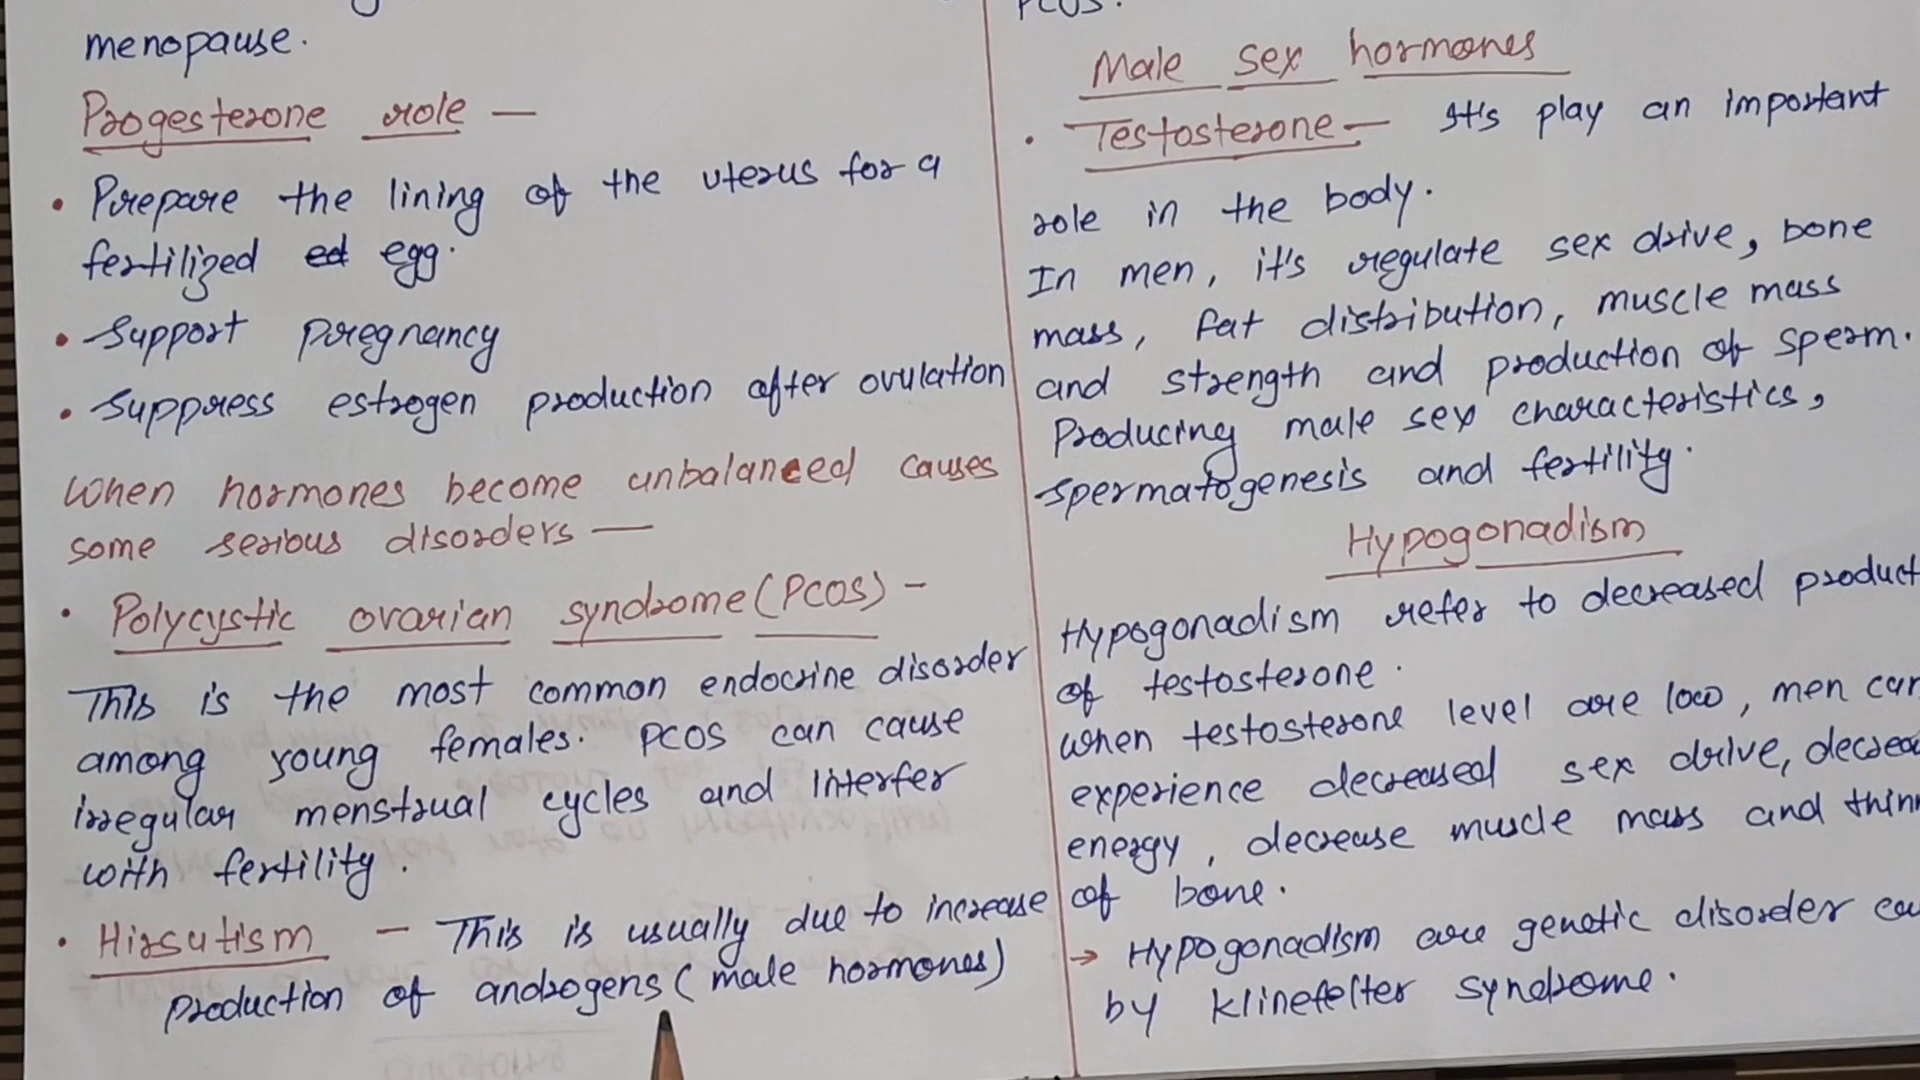 menopause.
Progesterone role —
• Prepare the lining of the uterus for a
fertilized ed egg.
• Support pregnancy
• Suppress estrogen production after ovulation
When hormones become unbalanced causes
some serious disorders —
• Polycystic ovarian syndrome (PCOS) -
This is the most common endocrine disorder
among young females. PCOS can cause
irregular menstrual cycles and interfer
with fertility.
• Hirsutism — This is usually due to increase
production of androgens (male hormones)
PCOS.
Male sex hormones
• Testosterone — It's play an important
role in the body.
In men, it's regulate sex drive, bone
mass, fat distribution, muscle mass
and strength and production of sperm.
Producing male sex characteristics,
spermatogenesis and fertility.
Hypogonadism
Hypogonadism refer to decreased product
of testosterone.
when testosterone level are low, men can
experience decreased sex drive, decrea
energy, decrease muscle mass and thinn
of bone.
→ Hypogonadism are genetic disorder cau
by Klinefelter syndrome.